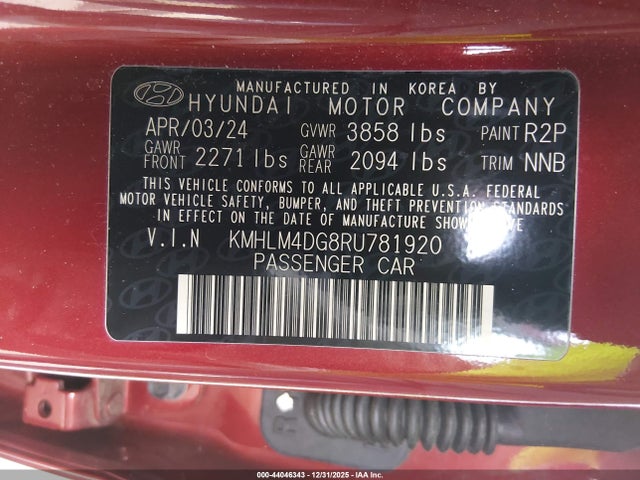 MANUFACTURED IN KOREA BY
HYUNDAI MOTOR COMPANY
APR/03/24 GVWR 3858 lbs PAINT R2P
GAWR FRONT 2271 lbs GAWR REAR 2094 lbs TRIM NNB
THIS VEHICLE CONFORMS TO ALL APPLICABLE U.S.A. FEDERAL
MOTOR VEHICLE SAFETY, BUMPER, AND THEFT PREVENTION STANDARDS
IN EFFECT ON THE DATE OF MANUFACTURE SHOWN ABOVE
V.I.N KMHLM4DG8RU781920
PASSENGER CAR
R
000-44046343 - 12/31/2025 - IAA Inc.